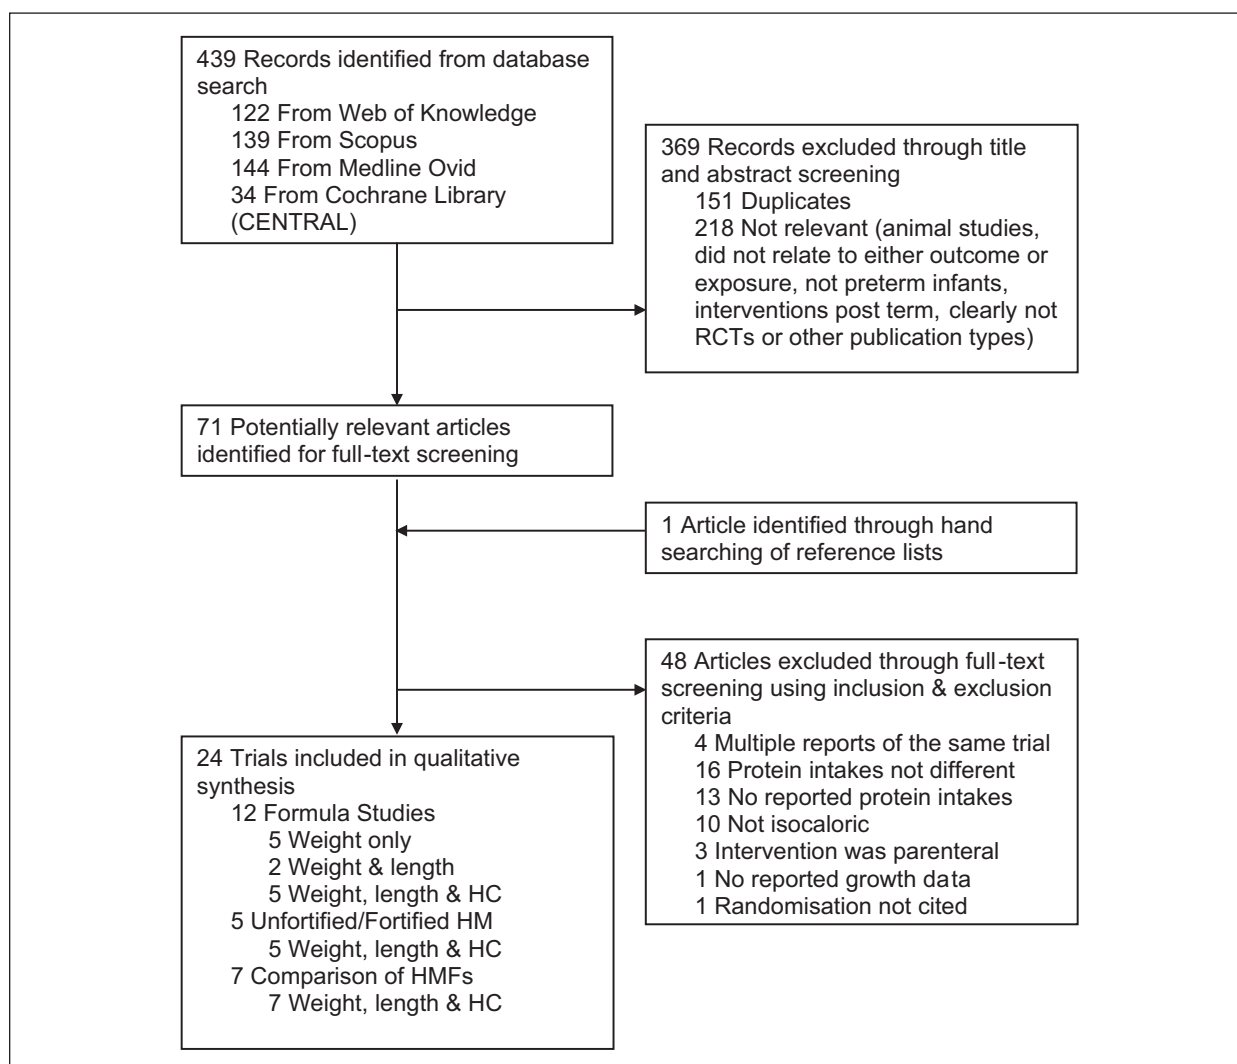 439 Records identified from database
search
122 From Web of Knowledge
139 From Scopus
144 From Medline Ovid
34 From Cochrane Library
(CENTRAL)
369 Records excluded through title
and abstract screening
151 Duplicates
218 Not relevant (animal studies,
did not relate to either outcome or
exposure, not preterm infants,
interventions post term, clearly not
RCTs or other publication types)
71 Potentially relevant articles
identified for full-text screening
1 Article identified through hand
searching of reference lists
48 Articles excluded through full-text
screening using inclusion & exclusion
criteria
4 Multiple reports of the same trial
16 Protein intakes not different
13 No reported protein intakes
10 Not isocaloric
3 Intervention was parenteral
1 No reported growth data
1 Randomisation not cited
24 Trials included in qualitative
synthesis
12 Formula Studies
5 Weight only
2 Weight & length
5 Weight, length & HC
5 Unfortified/Fortified HM
5 Weight, length & HC
7 Comparison of HMFs
7 Weight, length & HC